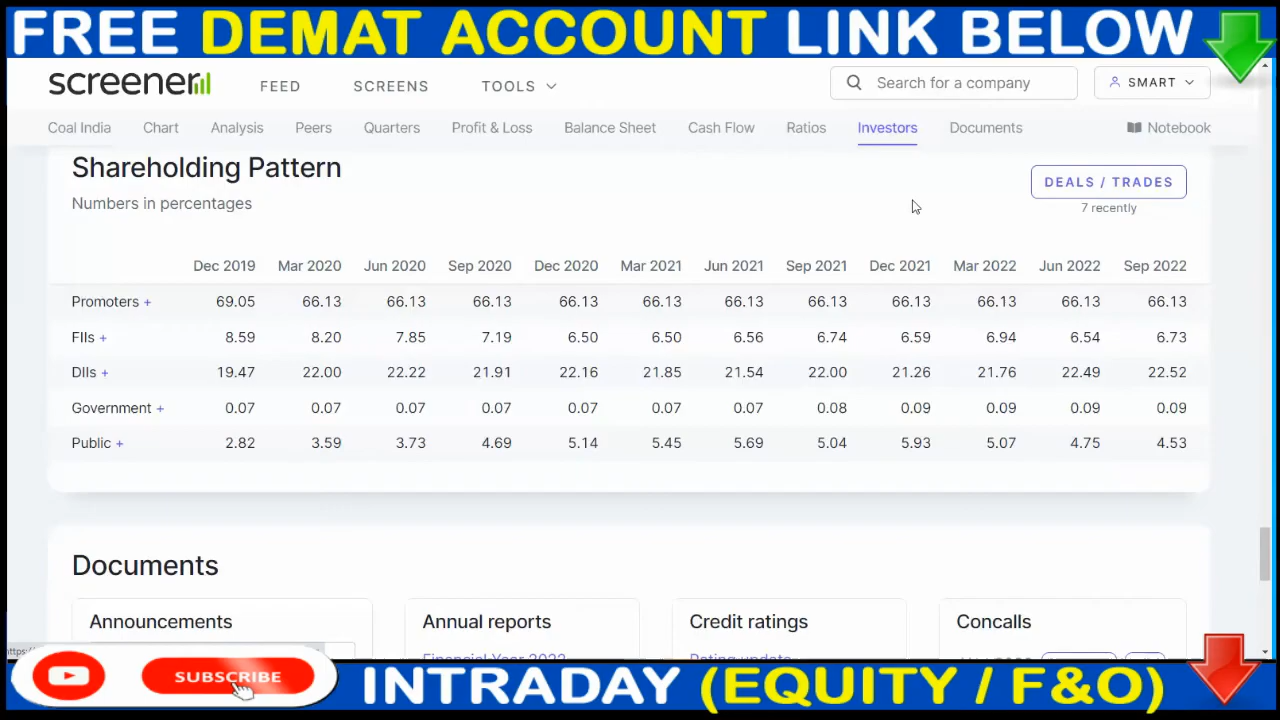 FREE DEMAT ACCOUNT LINK BELOW
screener
FEED SCREENS TOOLS
Search for a company
SMART
Coal India Chart Analysis Peers Quarters Profit & Loss Balance Sheet Cash Flow Ratios Investors Documents Notebook
Shareholding Pattern
DEALS / TRADES
Numbers in percentages
7 recently
Dec 2019 Mar 2020 Jun 2020 Sep 2020 Dec 2020 Mar 2021 Jun 2021 Sep 2021 Dec 2021 Mar 2022 Jun 2022 Sep 2022
Promoters + 69.05 66.13 66.13 66.13 66.13 66.13 66.13 66.13 66.13 66.13 66.13 66.13
FIIs + 8.59 8.20 7.85 7.19 6.50 6.50 6.56 6.74 6.59 6.94 6.54 6.73
DIIs + 19.47 22.00 22.22 21.91 22.16 21.85 21.54 22.00 21.26 21.76 22.49 22.52
Government + 0.07 0.07 0.07 0.07 0.07 0.07 0.07 0.08 0.09 0.09 0.09 0.09
Public + 2.82 3.59 3.73 4.69 5.14 5.45 5.69 5.04 5.93 5.07 4.75 4.53
Documents
Announcements Annual reports Credit ratings Concalls
Financial Year 2022 Rating update
SUBSCRIBE
INTRADAY (EQUITY / F&O)